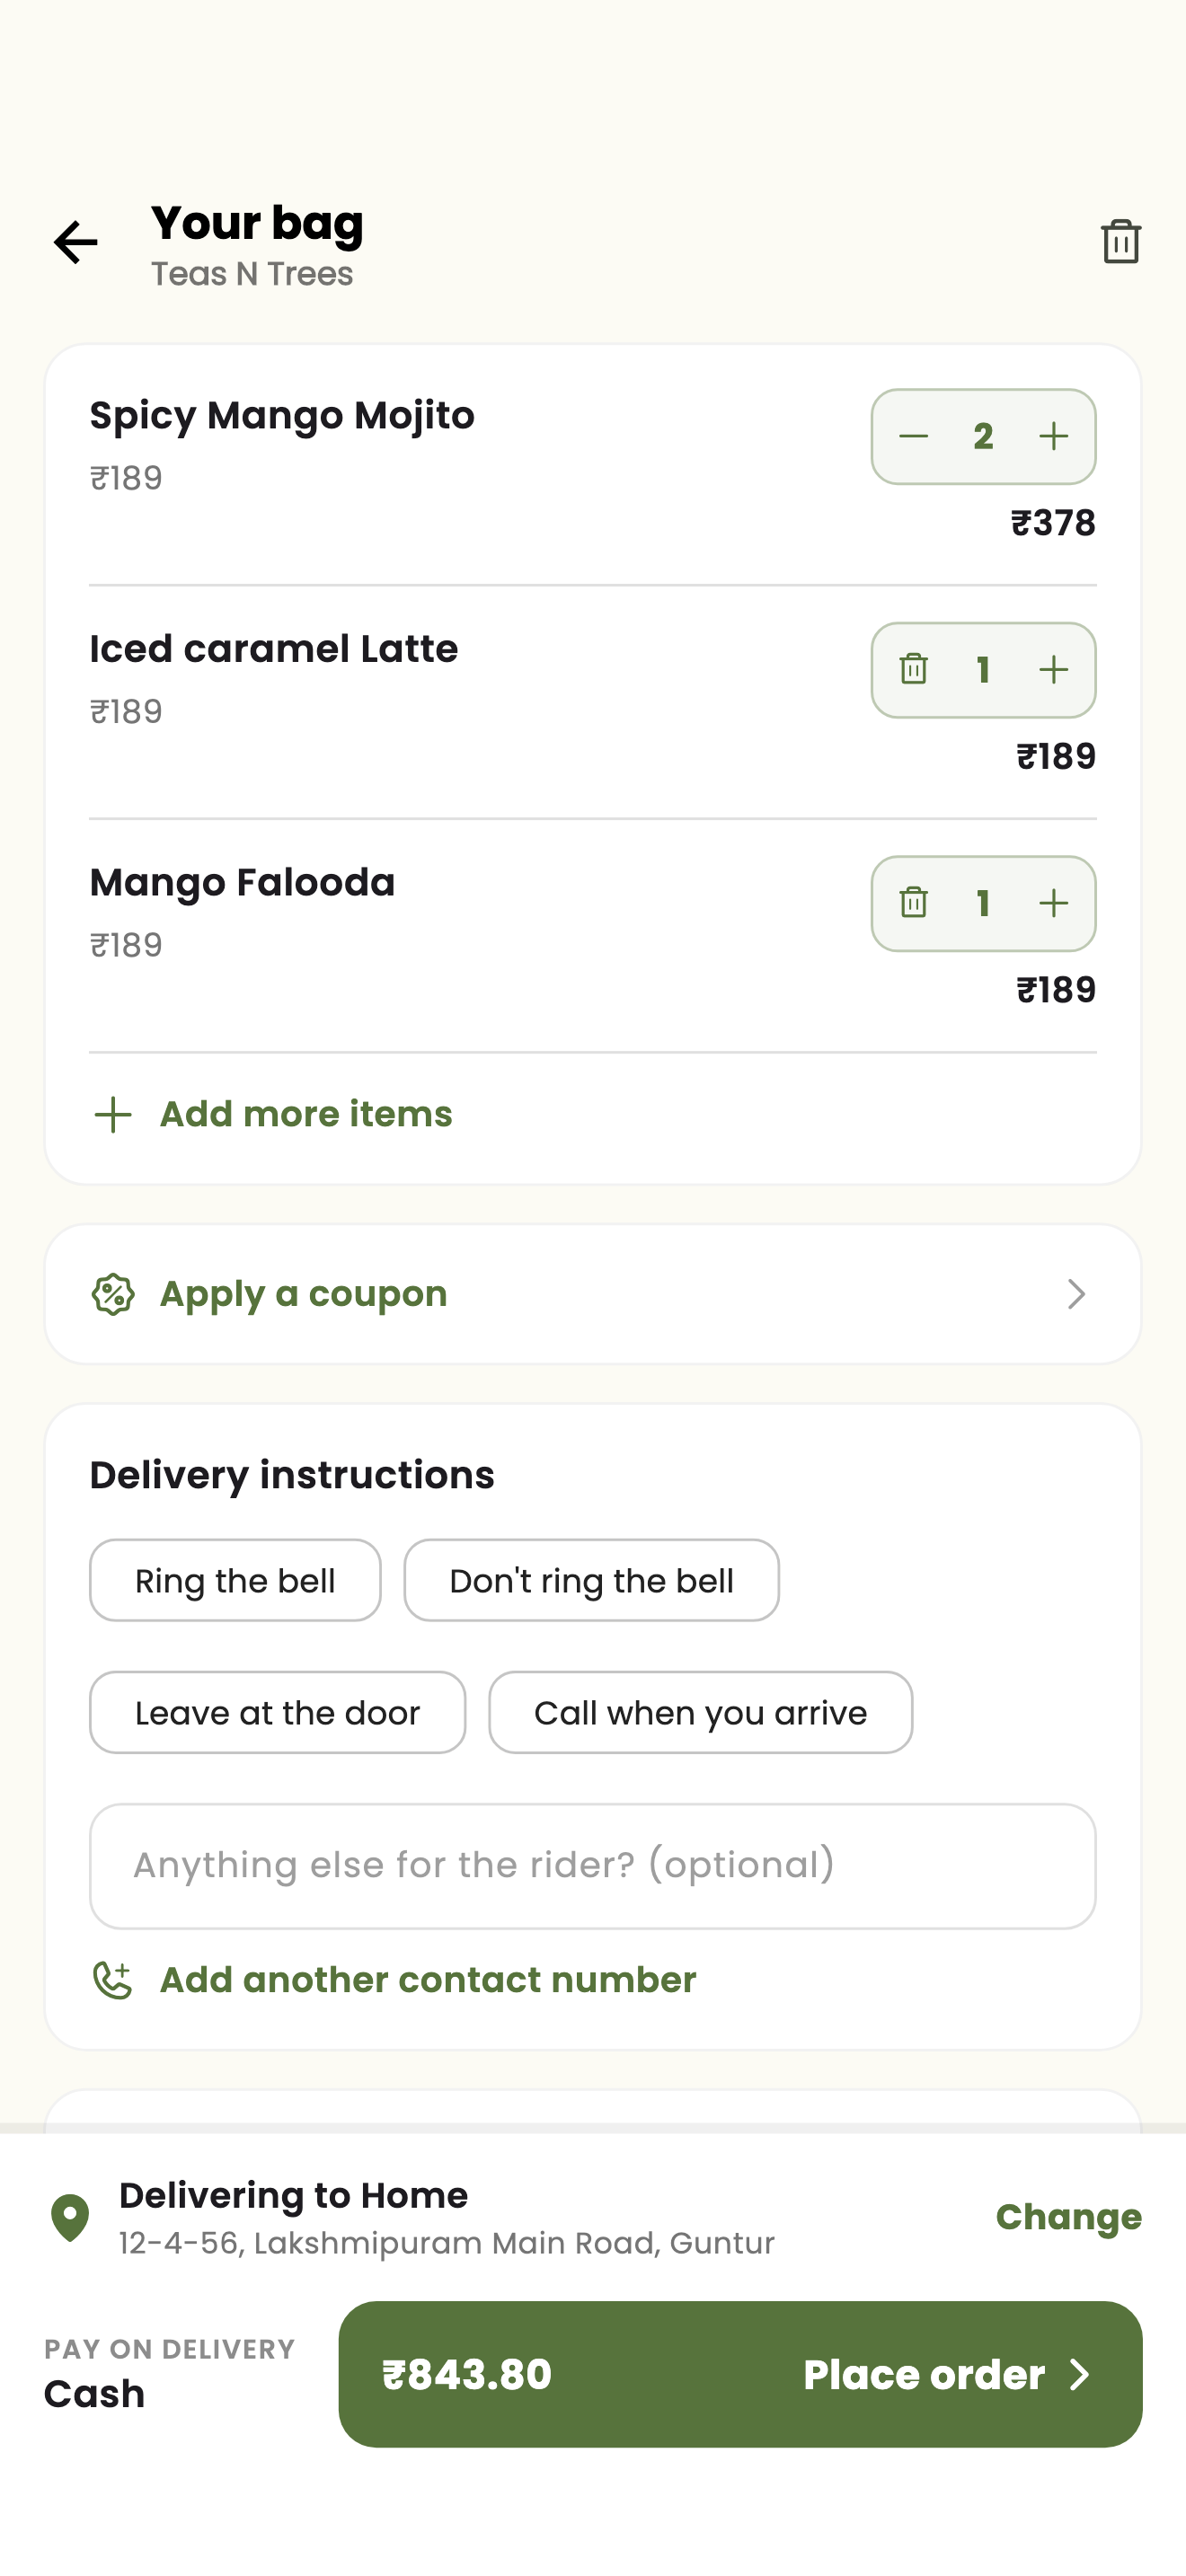 Your bag
Teas N Trees
Spicy Mango Mojito
2
₹189
₹378
Iced caramel Latte
1
₹189
₹189
Mango Falooda
1
₹189
₹189
Add more items
Apply a coupon
Delivery instructions
Ring the bell
Don't ring the bell
Leave at the door
Call when you arrive
Anything else for the rider? (optional)
Add another contact number
Delivering to Home
12-4-56, Lakshmipuram Main Road, Guntur
Change
PAY ON DELIVERY
Cash
₹843.80
Place order